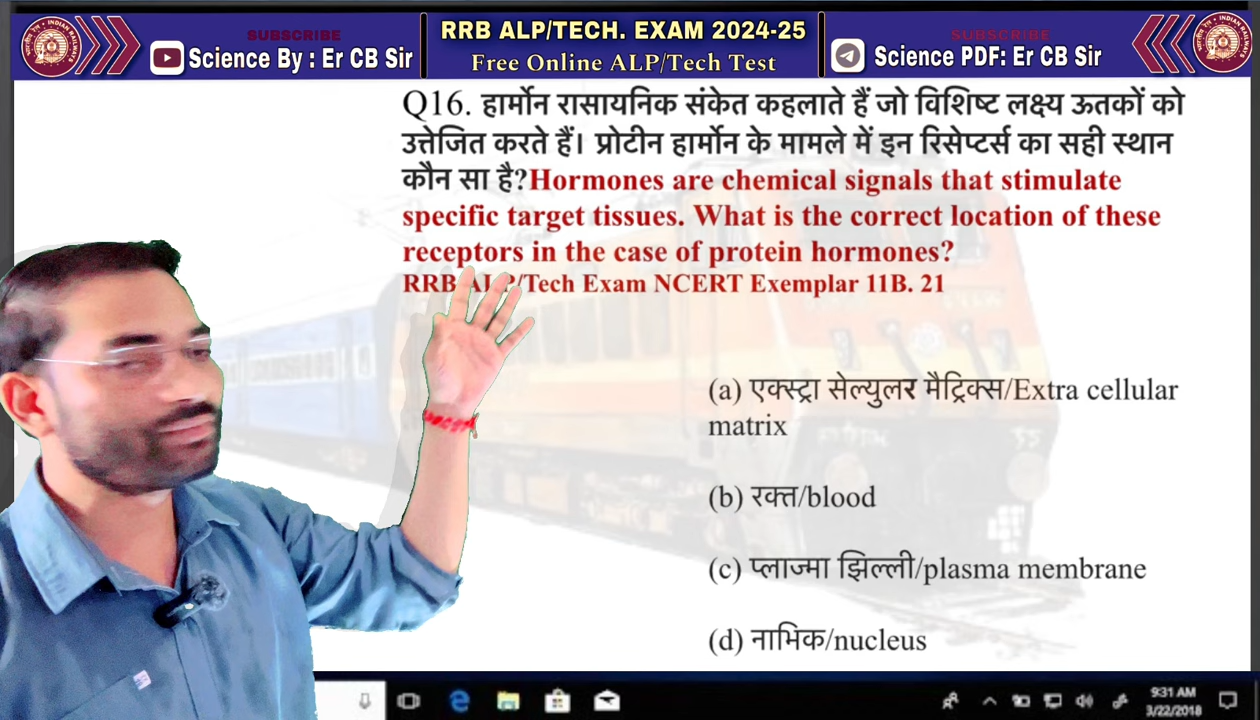 SUBSCRIBE
Science By : Er CB Sir
RRB ALP/TECH. EXAM 2024-25
Free Online ALP/Tech Test
SUBSCRIBE
Science PDF: Er CB Sir
Q16. हार्मोन रासायनिक संकेत कहलाते हैं जो विशिष्ट लक्ष्य ऊतकों को
उत्तेजित करते हैं। प्रोटीन हार्मोन के मामले में इन रिसेप्टर्स का सही स्थान
कौन सा है?Hormones are chemical signals that stimulate
specific target tissues. What is the correct location of these
receptors in the case of protein hormones?
RRB ALP/Tech Exam NCERT Exemplar 11B. 21
(a) एक्स्ट्रा सेल्युलर मैट्रिक्स/Extra cellular
matrix
(b) रक्त/blood
(c) प्लाज्मा झिल्ली/plasma membrane
(d) नाभिक/nucleus
9:31 AM
3/22/2018